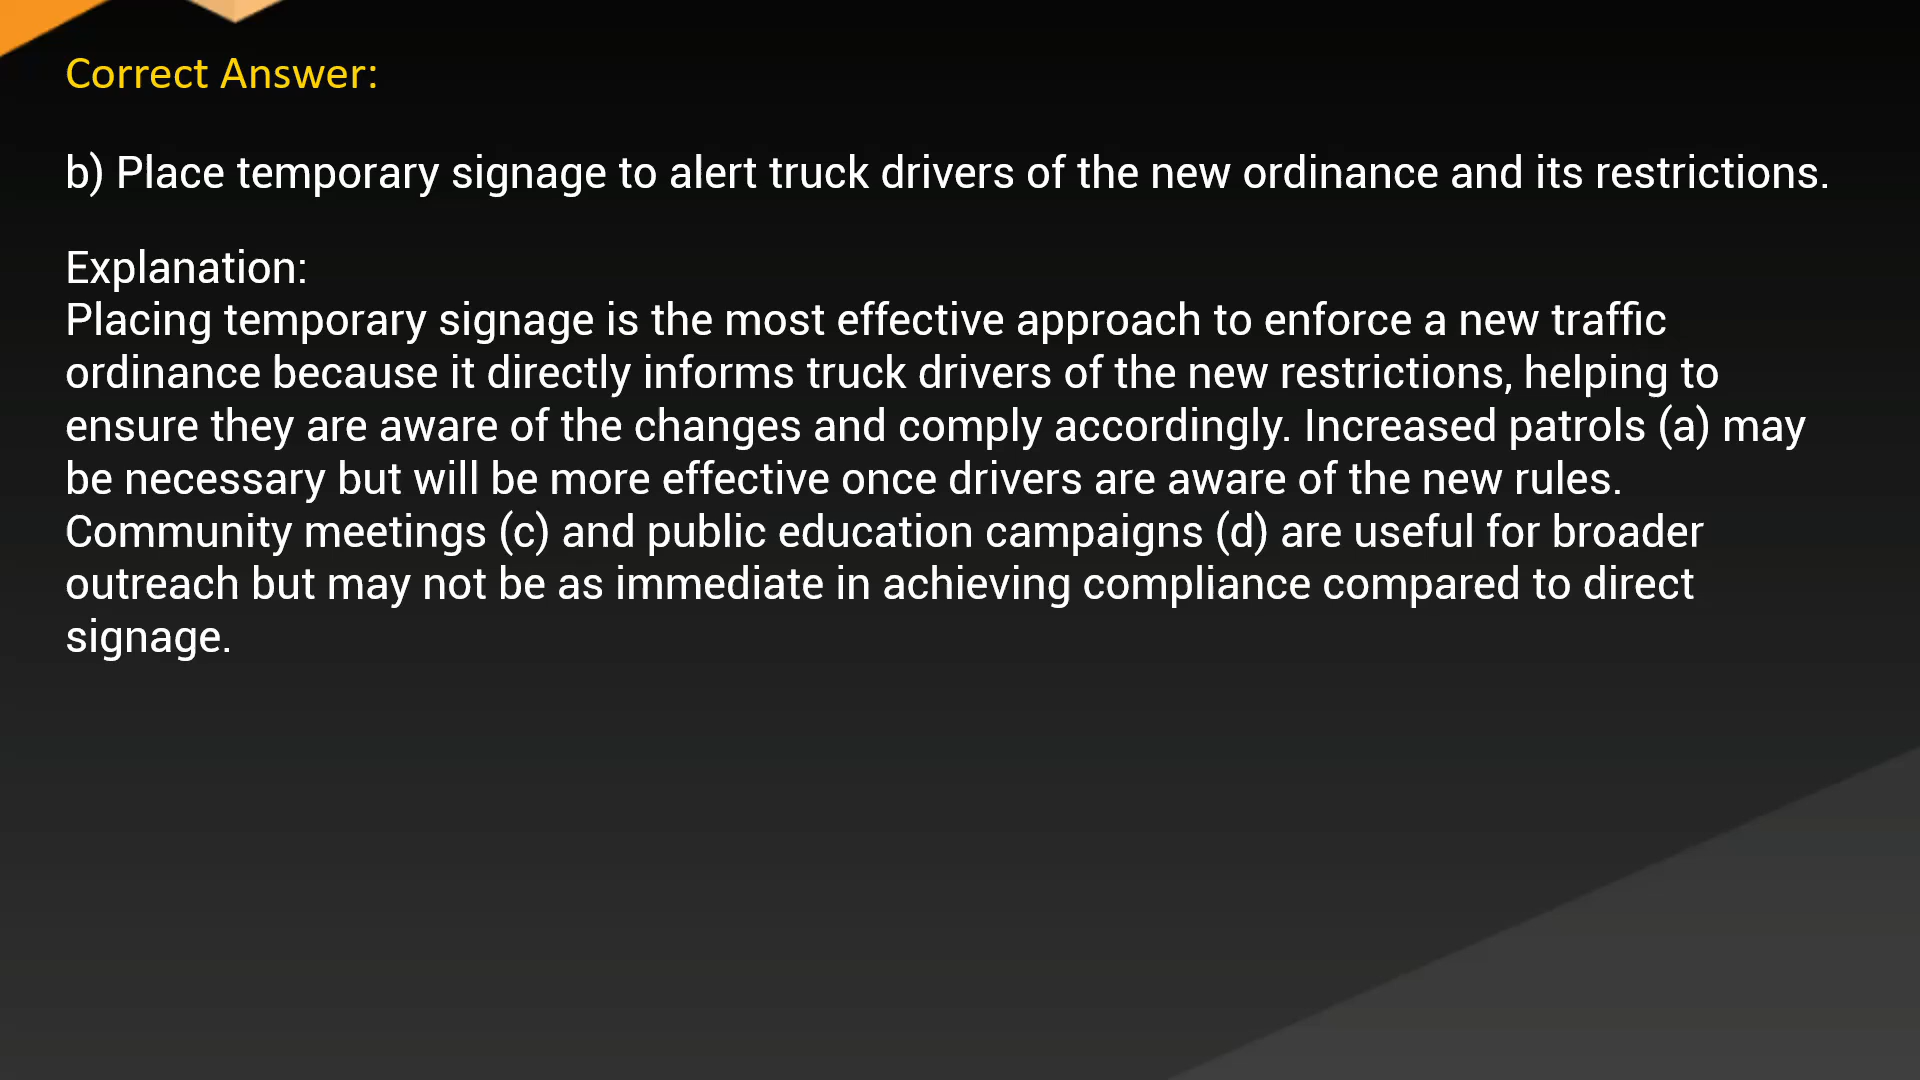 Correct Answer:
b) Place temporary signage to alert truck drivers of the new ordinance and its restrictions.
Explanation:
Placing temporary signage is the most effective approach to enforce a new traffic
ordinance because it directly informs truck drivers of the new restrictions, helping to
ensure they are aware of the changes and comply accordingly. Increased patrols (a) may
be necessary but will be more effective once drivers are aware of the new rules.
Community meetings (c) and public education campaigns (d) are useful for broader
outreach but may not be as immediate in achieving compliance compared to direct
signage.